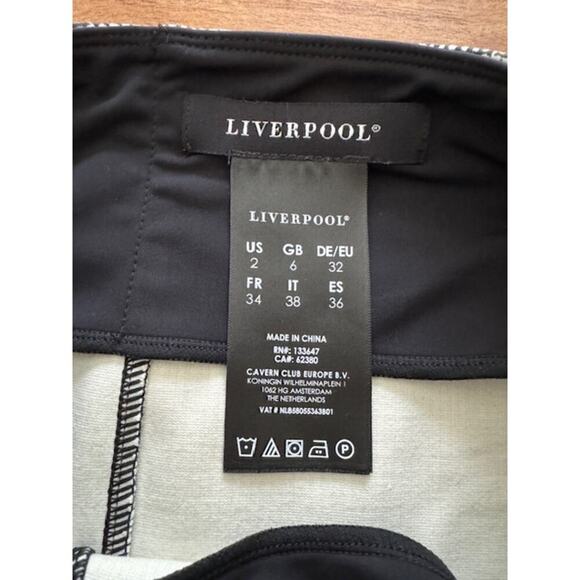 LIVERPOOL®
LIVERPOOL®
US GB DE/EU
2 6 32
FR IT ES
34 38 36
MADE IN CHINA
RN#: 133647
CA#: 62380
CAVERN CLUB EUROPE B.V.
KONINGIN WILHELMINAPLEIN 1
1062 HG AMSTERDAM
THE NETHERLANDS
VAT # NL858055363B01
P